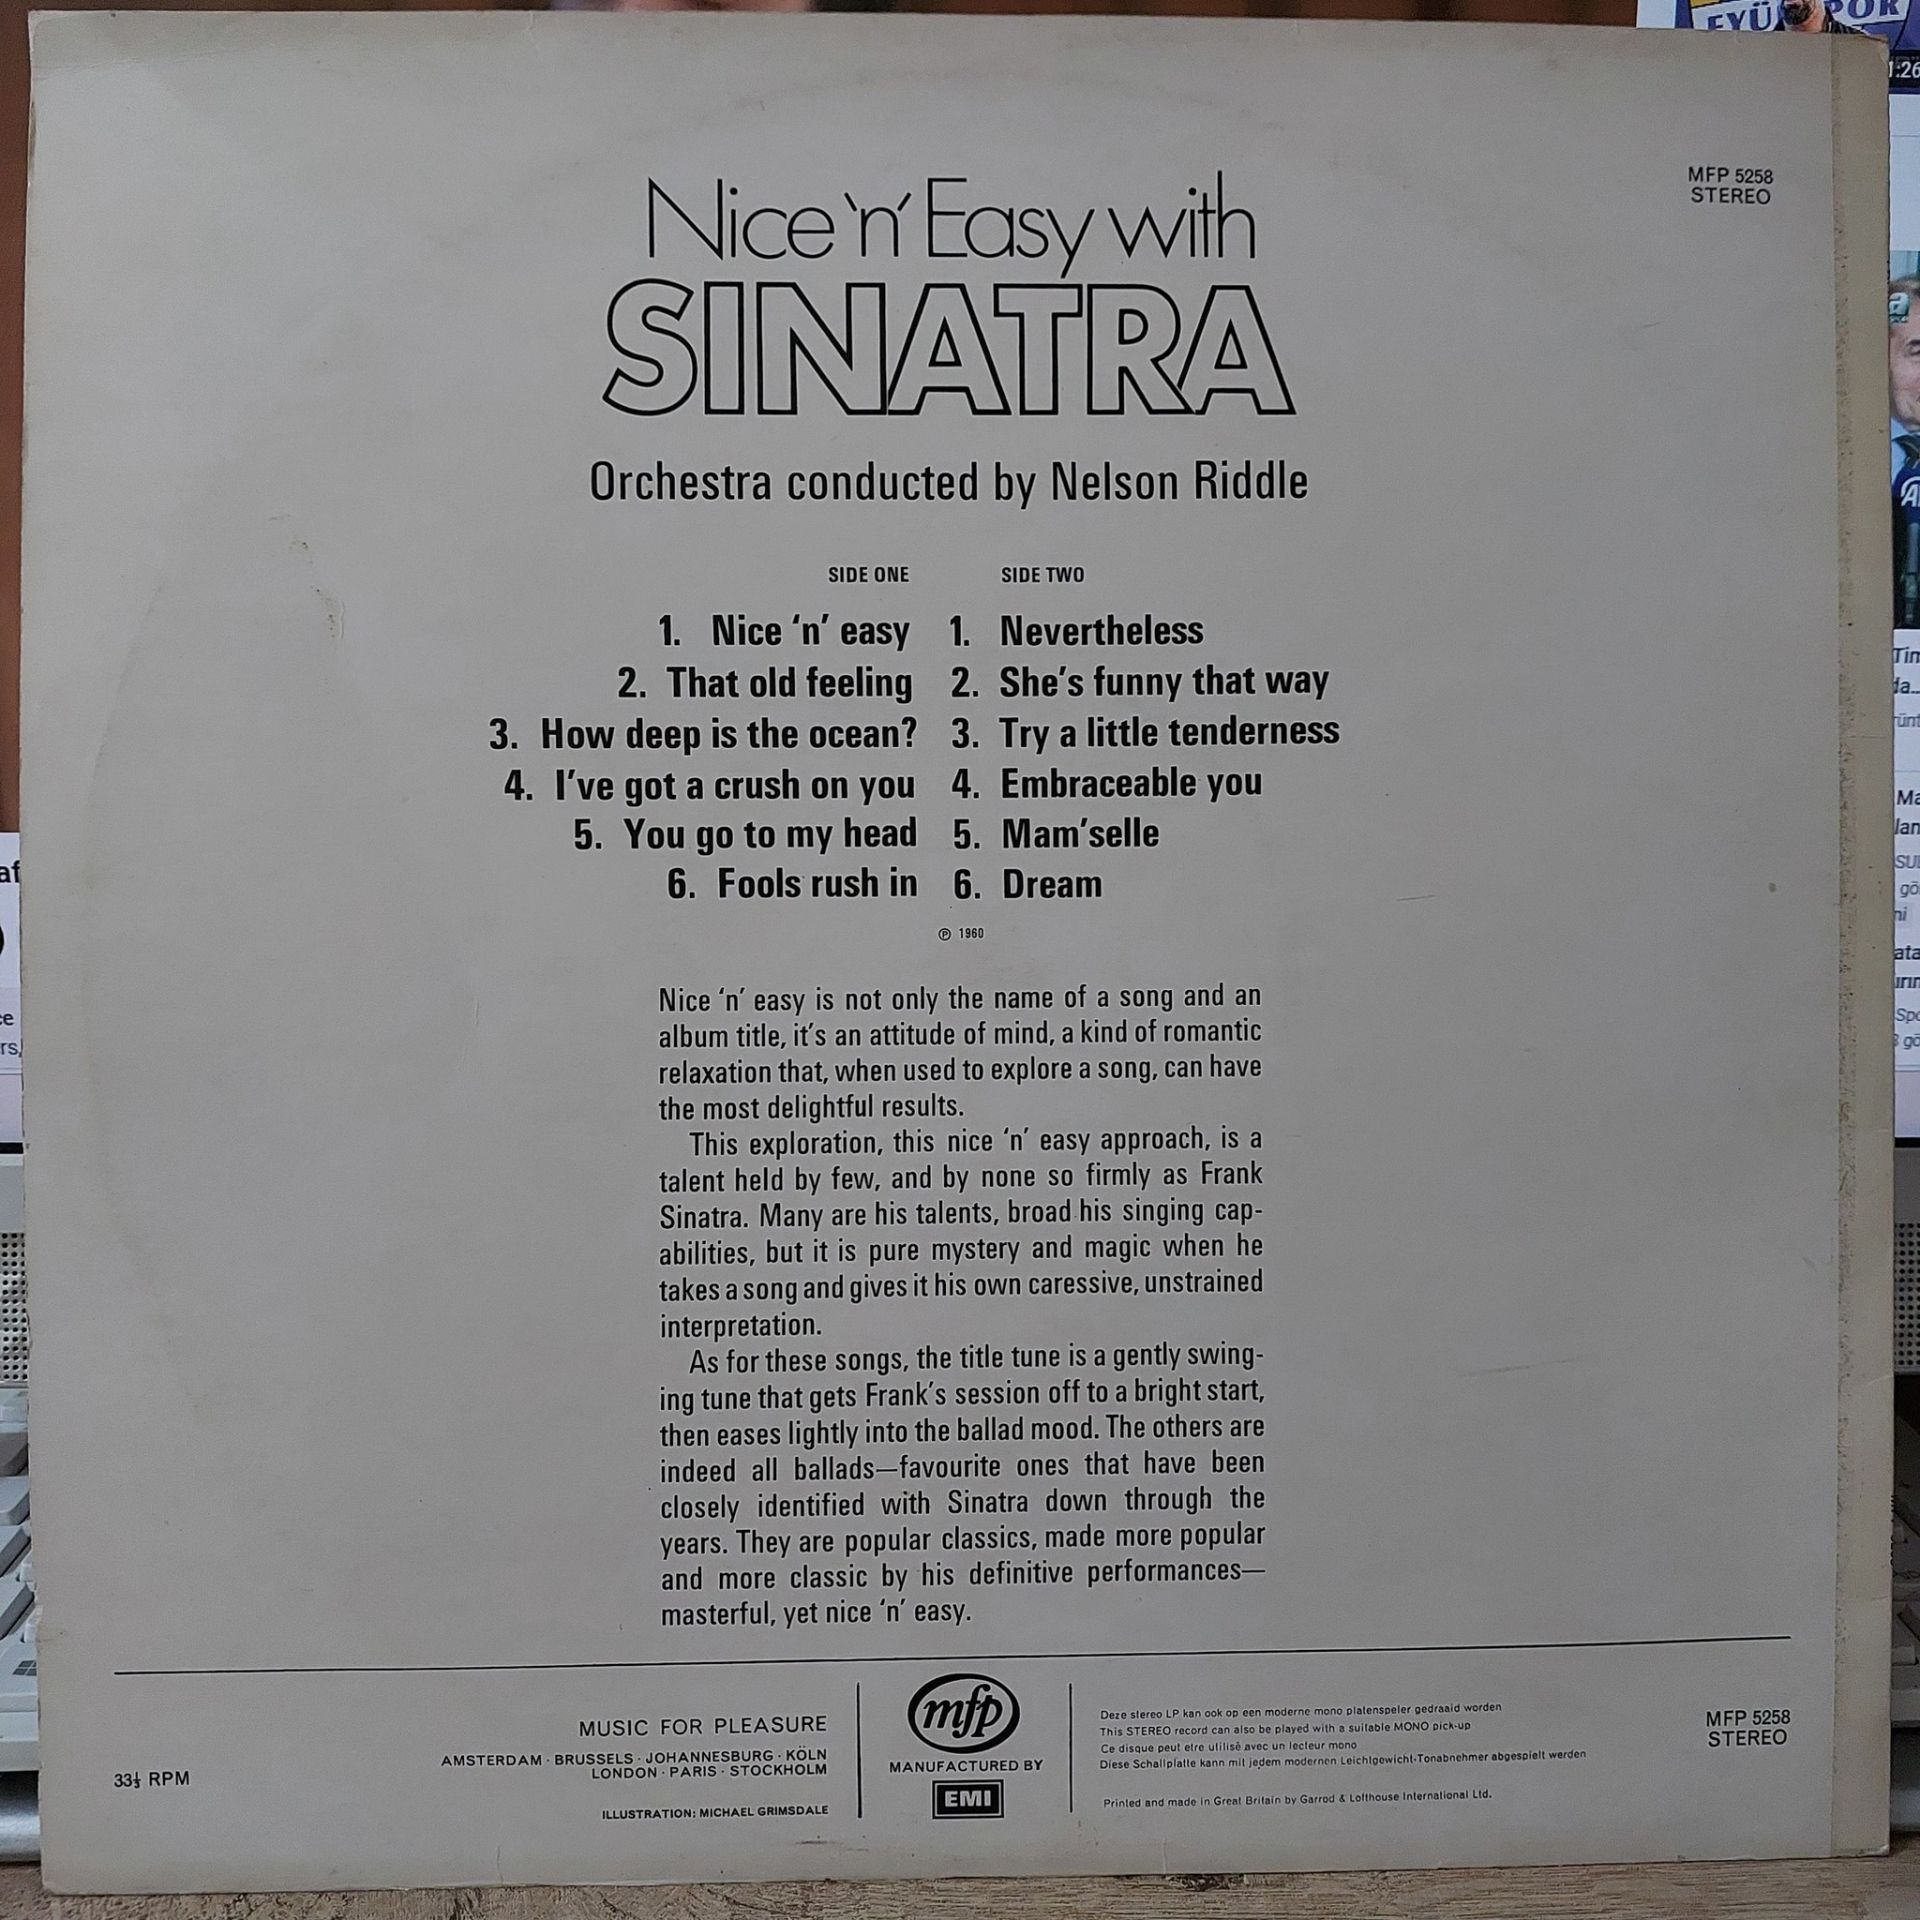 EYÜ
POR
1:26
MFP 5258
STEREO
Nice 'n' Easy with
SINATRA
Orchestra conducted by Nelson Riddle
SIDE ONE
1. Nice 'n' easy
2. That old feeling
3. How deep is the ocean?
4. I've got a crush on you
5. You go to my head
6. Fools rush in
SIDE TWO
1. Nevertheless
2. She's funny that way
3. Try a little tenderness
4. Embraceable you
5. Mam'selle
6. Dream
℗ 1960
Nice 'n' easy is not only the name of a song and an
album title, it's an attitude of mind, a kind of romantic
relaxation that, when used to explore a song, can have
the most delightful results.
This exploration, this nice 'n' easy approach, is a
talent held by few, and by none so firmly as Frank
Sinatra. Many are his talents, broad his singing cap-
abilities, but it is pure mystery and magic when he
takes a song and gives it his own caressive, unstrained
interpretation.
As for these songs, the title tune is a gently swing-
ing tune that gets Frank's session off to a bright start,
then eases lightly into the ballad mood. The others are
indeed all ballads—favourite ones that have been
closely identified with Sinatra down through the
years. They are popular classics, made more popular
and more classic by his definitive performances—
masterful, yet nice 'n' easy.
33⅓ RPM
MUSIC FOR PLEASURE
AMSTERDAM · BRUSSELS · JOHANNESBURG · KÖLN
LONDON · PARIS · STOCKHOLM
ILLUSTRATION: MICHAEL GRIMSDALE
mfp
MANUFACTURED BY
EMI
Deze stereo LP kan ook op een moderne mono platenspeler gedraaid worden
This STEREO record can also be played with a suitable MONO pick-up
Ce disque peut etre utilisé avec un lecteur mono
Diese Schallplatte kann mit jedem modernen Leichtgewicht-Tonabnehmer abgespielt werden
Printed and made in Great Britain by Garrod & Lofthouse International Ltd.
MFP 5258
STEREO